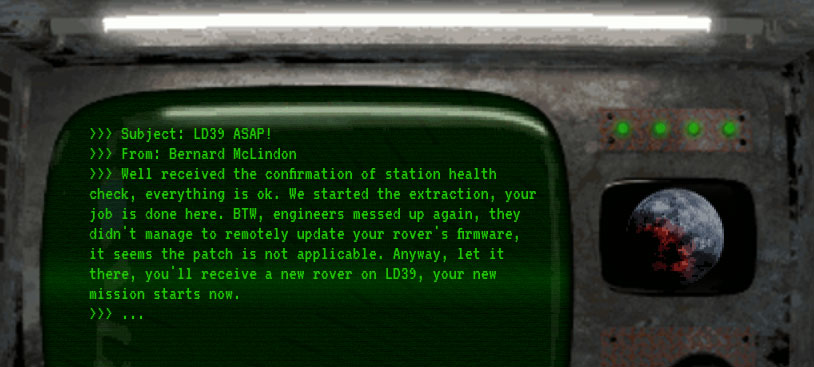 >>> Subject: LD39 ASAP!
>>> From: Bernard McLindon
>>> Well received the confirmation of station health
check, everything is ok. We started the extraction, your
job is done here. BTW, engineers messed up again, they
didn't manage to remotely update your rover's firmware,
it seems the patch is not applicable. Anyway, let it
there, you'll receive a new rover on LD39, your new
mission starts now.
>>> ...